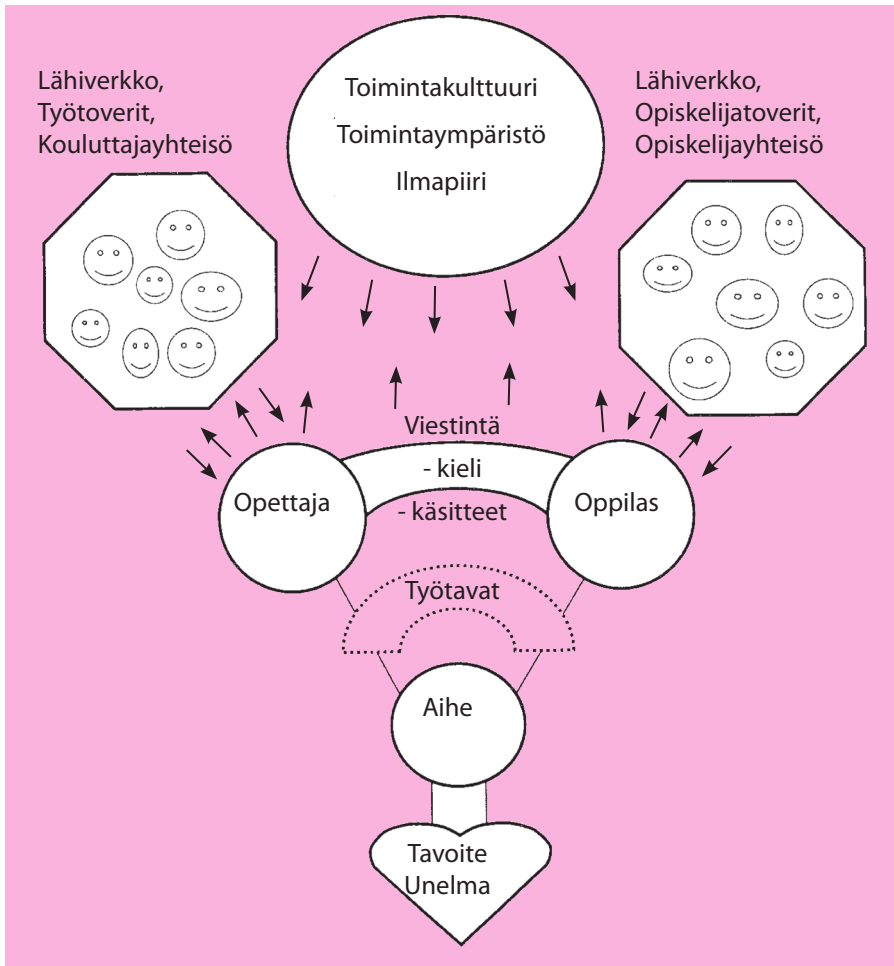 Lähiverkko,
Työtoverit,
Kouluttajayhteisö
Toimintakulttuuri
Toimintaympäristö
Ilmapiiri
Lähiverkko,
Opiskelijatoverit,
Opiskelijayhteisö
Viestintä
- kieli
- käsitteet
Opettaja
Oppilas
Työtavat
Aihe
Tavoite
Unelma